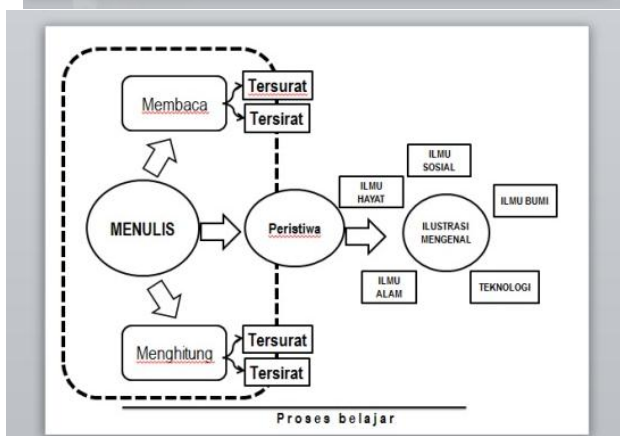 Membaca
Tersurat
Tersirat
MENULIS
Peristiwa
ILMU
HAYAT
ILMU
SOSIAL
ILMU BUMI
ILUSTRASI
MENGENAL
ILMU
ALAM
TEKNOLOGI
Menghitung
Tersurat
Tersirat
Proses belajar